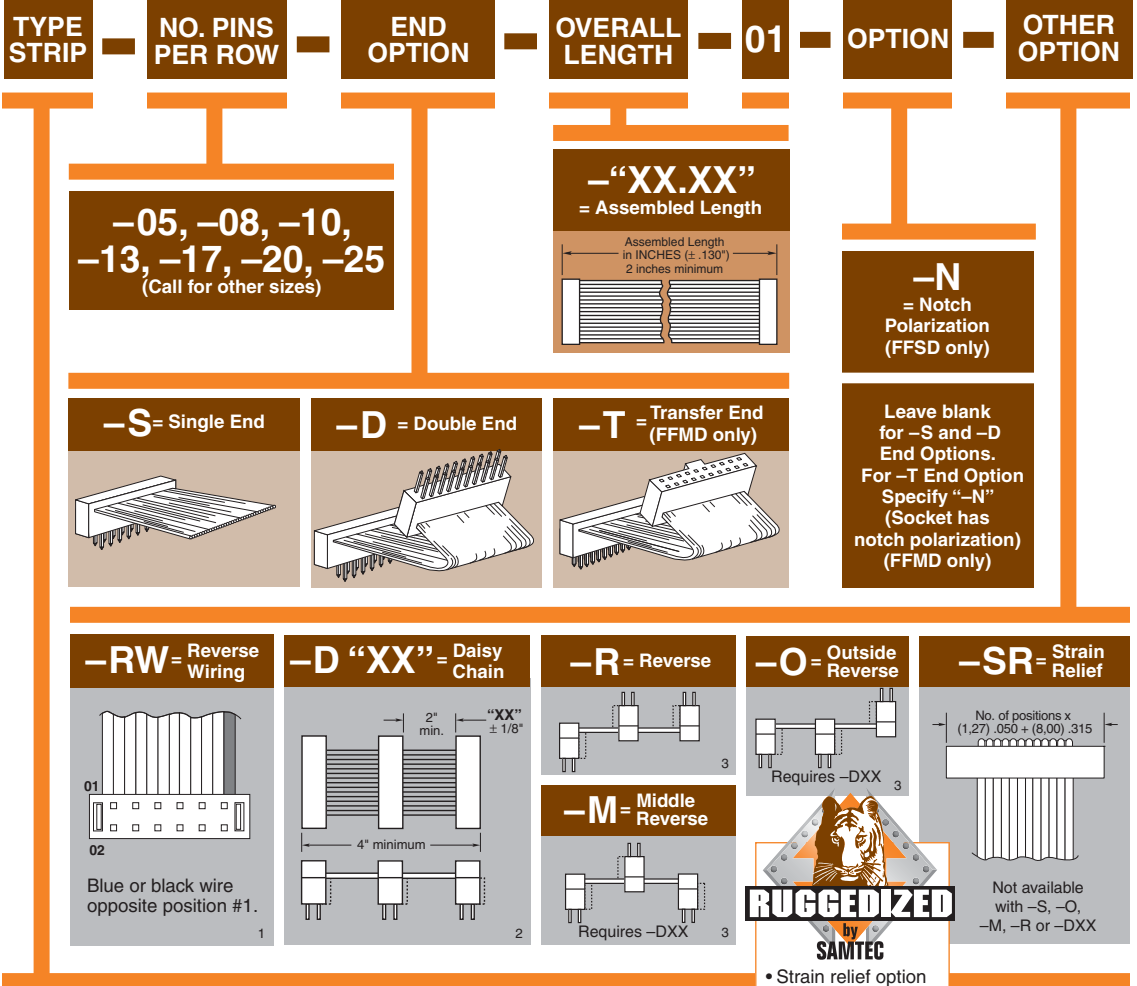 TYPE
STRIP
NO. PINS
PER ROW
END
OPTION
OVERALL
LENGTH
01
OPTION
OTHER
OPTION
–05, –08, –10,
–13, –17, –20, –25
(Call for other sizes)
–“XX.XX”
= Assembled Length
Assembled Length
in INCHES (± .130")
2 inches minimum
–N
= Notch
Polarization
(FFSD only)
Leave blank
for –S and –D
End Options.
For –T End Option
Specify “–N”
(Socket has
notch polarization)
(FFMD only)
–S = Single End
–D = Double End
–T = Transfer End
(FFMD only)
–RW = Reverse
Wiring
01
02
Blue or black wire
opposite position #1.
1
–D “XX” = Daisy
Chain
2"
min.
“XX”
± 1/8"
4" minimum
2
–R = Reverse
3
–M = Middle
Reverse
Requires –DXX
3
–O = Outside
Reverse
Requires –DXX
3
–SR = Strain
Relief
No. of positions x
(1,27) .050 + (8,00) .315
Not available
with –S, –O,
–M, –R or –DXX
RUGGEDIZED
by
SAMTEC
• Strain relief option